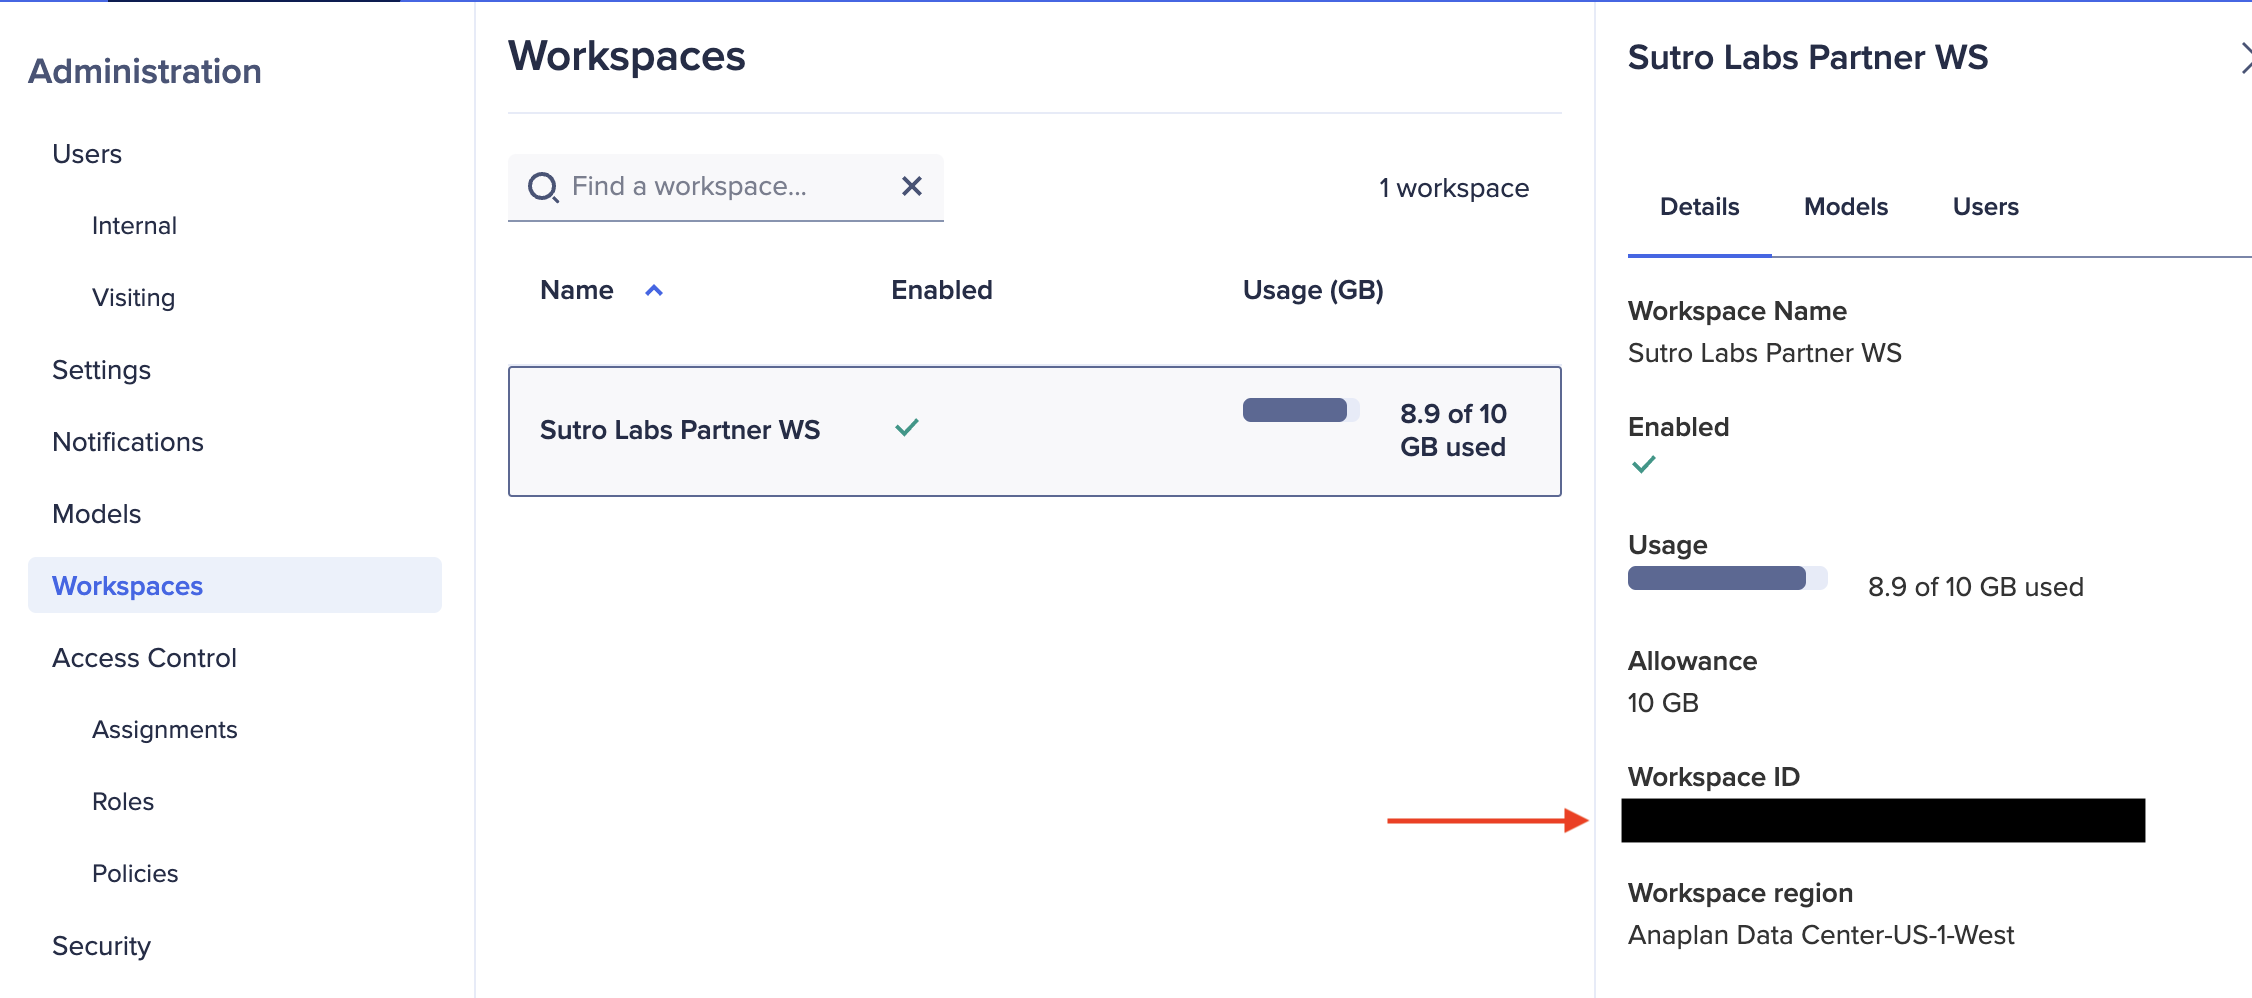 Administration
Users
Internal
Visiting
Settings
Notifications
Models
Workspaces
Access Control
Assignments
Roles
Policies
Security
Workspaces
Find a workspace...
1 workspace
Name
Enabled
Usage (GB)
Sutro Labs Partner WS
8.9 of 10
GB used
Sutro Labs Partner WS
Details
Models
Users
Workspace Name
Sutro Labs Partner WS
Enabled
Usage
8.9 of 10 GB used
Allowance
10 GB
Workspace ID
Workspace region
Anaplan Data Center-US-1-West